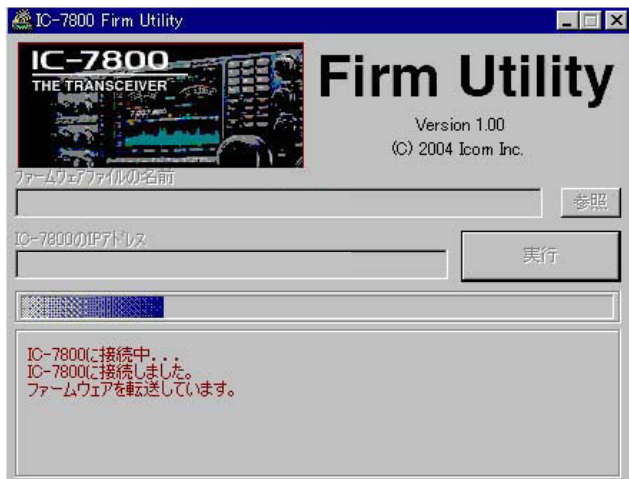 IC-7800 Firm Utility
IC-7800
THE TRANSCEIVER
Firm Utility
Version 1.00
(C) 2004 Icom Inc.
ファームウェアファイルの名前
参照
IC-7800のIPアドレス
実行
IC-7800に接続中...
IC-7800に接続しました。
ファームウェアを転送しています。